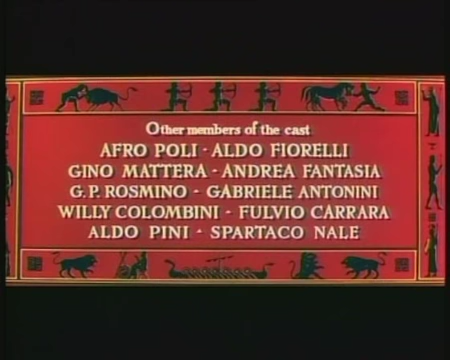 Other members of the cast
AFRO POLI - ALDO FIORELLI
GINO MATTERA - ANDREA FANTASIA
G. P. ROSMINO - GABRIELE ANTONINI
WILLY COLOMBINI - FULVIO CARRARA
ALDO PINI - SPARTACO NALE